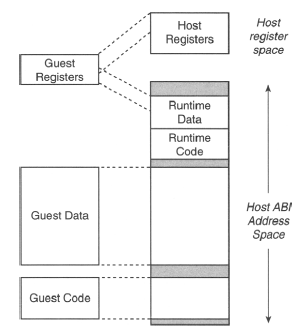 Host
Registers
Host
register
space
Guest
Registers
Runtime
Data
Runtime
Code
Guest Data
Host ABI
Address
Space
Guest Code